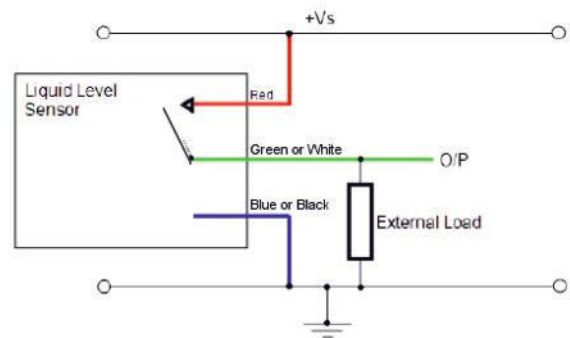 +Vs
Liquid Level
Sensor
Red
Green or White
O/P
Blue or Black
External Load